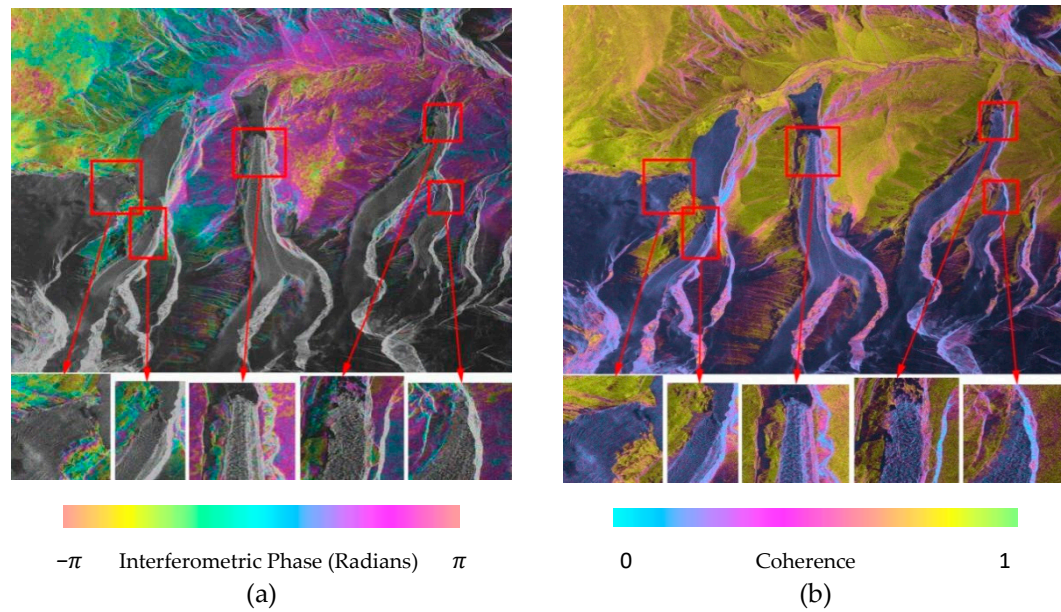 −π Interferometric Phase (Radians) π
(a)
0 Coherence 1
(b)